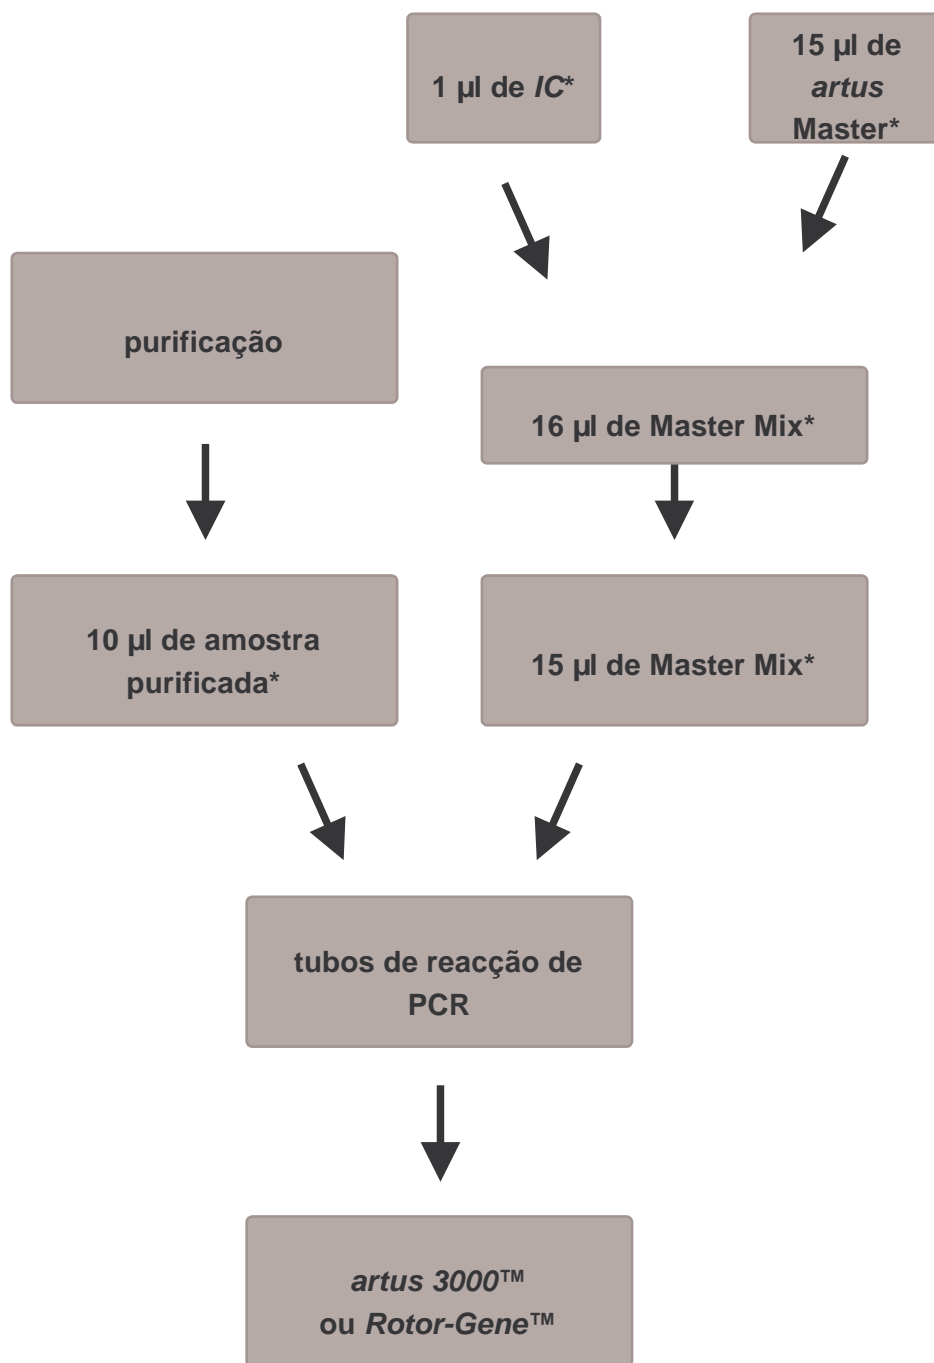 1 µl de IC*
15 µl de
artus
Master*
purificação
16 µl de Master Mix*
10 µl de amostra
purificada*
15 µl de Master Mix*
tubos de reacção de
PCR
artus 3000™
ou Rotor-Gene™